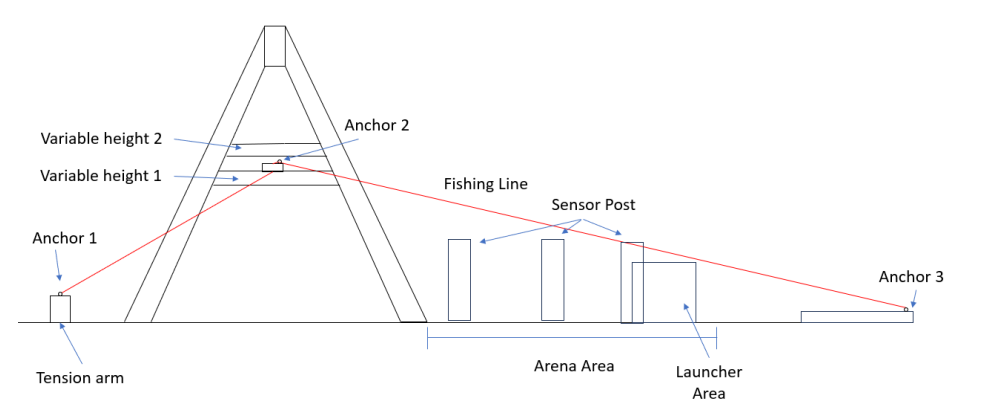 Anchor 2
Variable height 2
Variable height 1
Fishing Line
Sensor Post
Anchor 1
Anchor 3
Arena Area
Launcher
Area
Tension arm